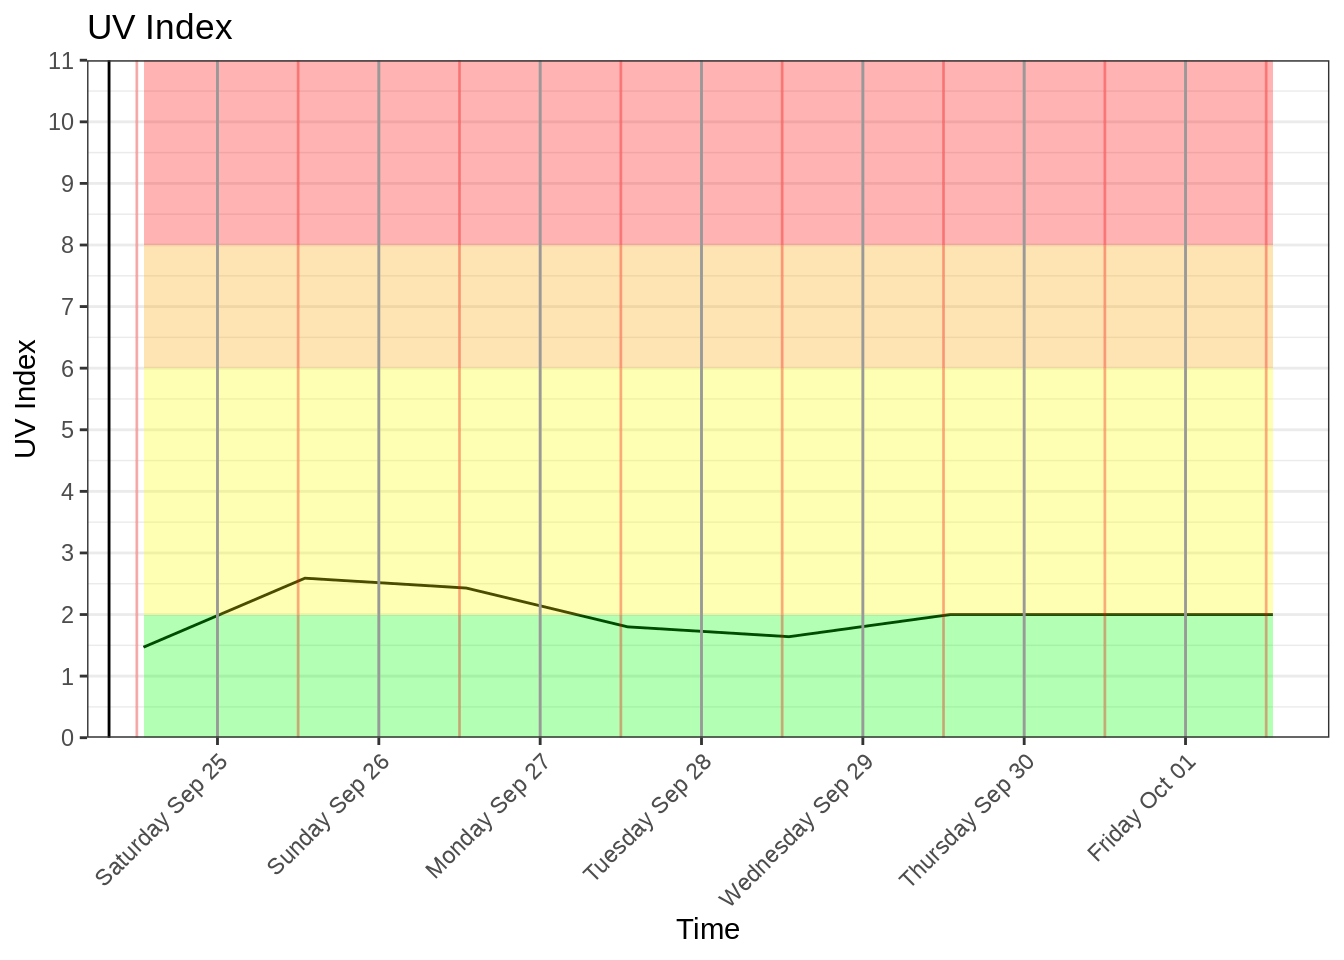 UV Index
11
10
9
8
7
6
5
4
3
2
1
0
UV Index
Saturday Sep 25
Sunday Sep 26
Monday Sep 27
Tuesday Sep 28
Wednesday Sep 29
Thursday Sep 30
Friday Oct 01
Time